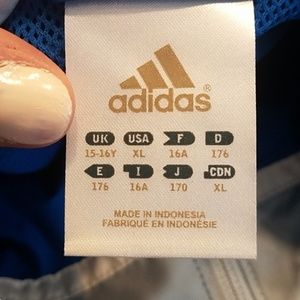 adidas®
UK USA F D
15-16Y XL 16A 176
E I J CDN
176 16A 170 XL
MADE IN INDONESIA
FABRIQUÉ EN INDONÉSIE